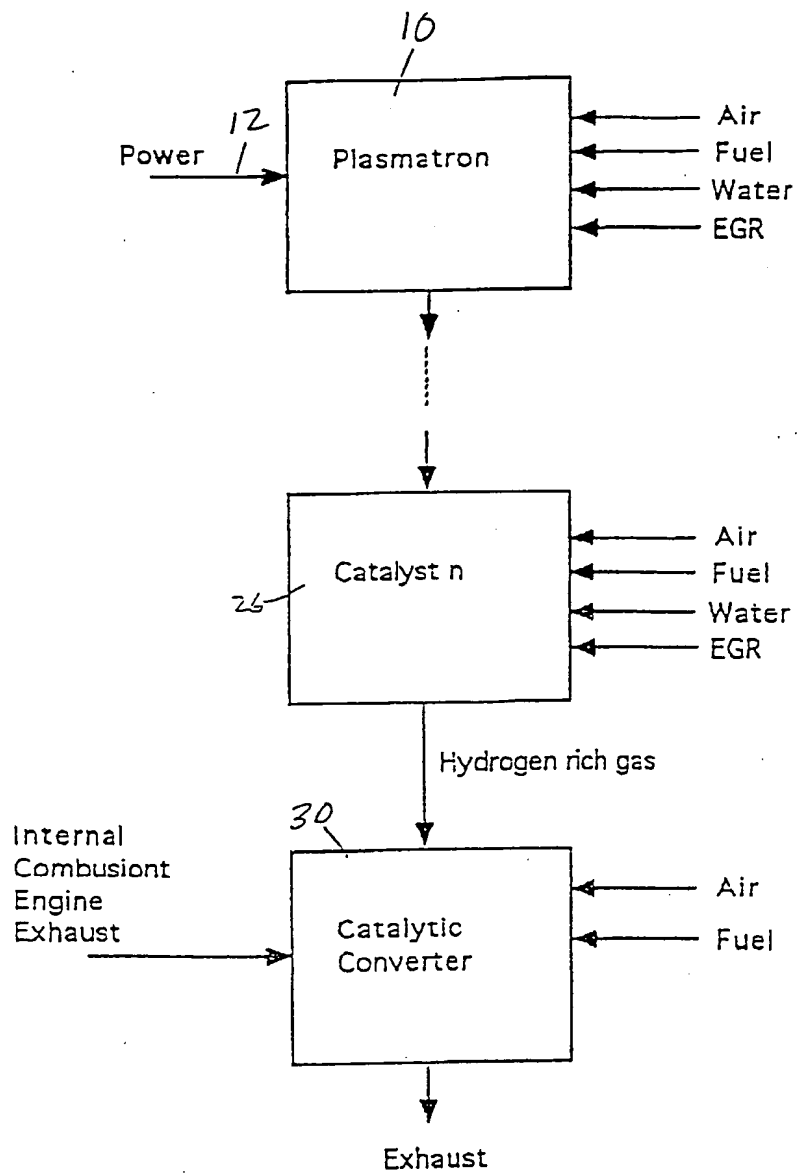 10
12
Power
Plasmatron
Air
Fuel
Water
EGR
Catalyst n
26
Air
Fuel
Water
EGR
Hydrogen rich gas
30
Internal
Combusiont
Engine
Exhaust
Catalytic
Converter
Air
Fuel
Exhaust